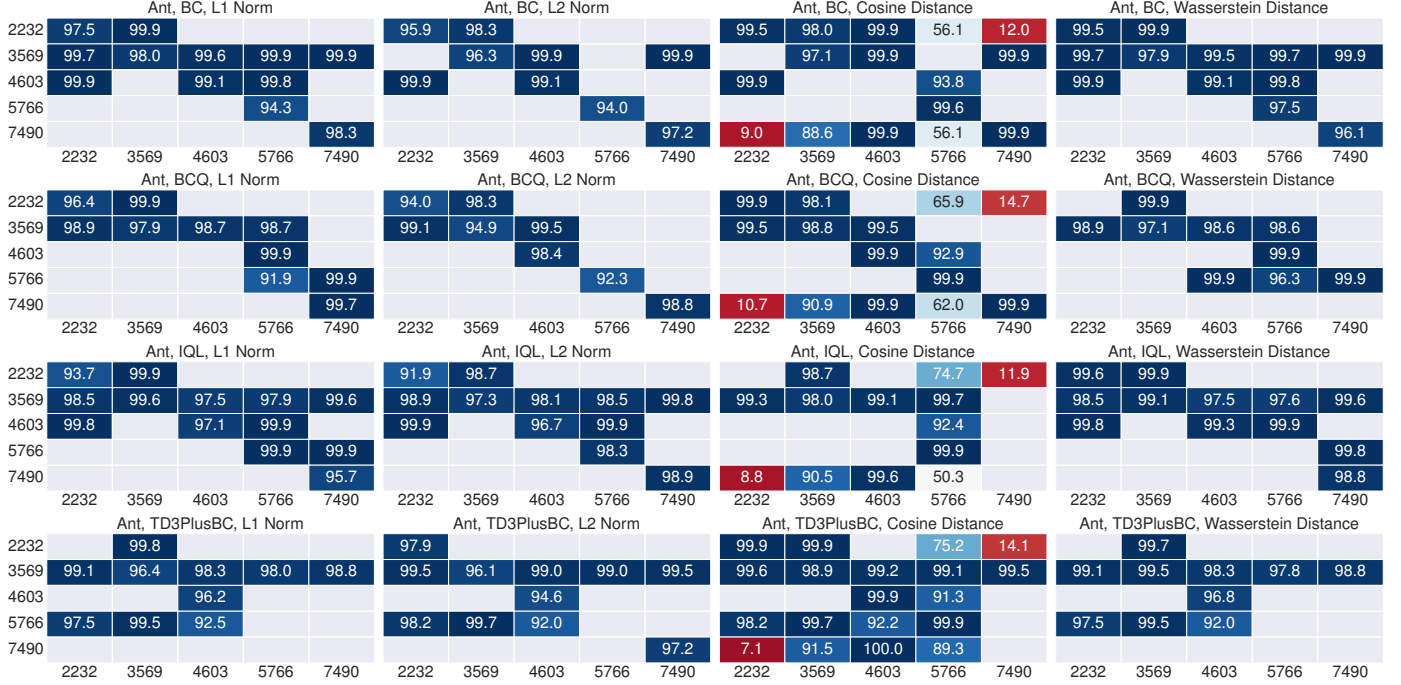 Ant, BC, L1 Norm Ant, BC, L2 Norm Ant, BC, Cosine Distance Ant, BC, Wasserstein Distance
2232 97.5 99.9 95.9 98.3 99.5 98.0 99.9 56.1 12.0 99.5 99.9
3569 99.7 98.0 99.6 99.9 99.9 96.3 99.9 99.9 97.1 99.9 99.9 99.7 97.9 99.5 99.7 99.9
4603 99.9 99.1 99.8 99.9 99.1 99.9 93.8 99.9 99.1 99.8
5766 94.3 94.0 99.6 97.5
7490 98.3 97.2 9.0 88.6 99.9 56.1 99.9 96.1
2232 3569 4603 5766 7490 2232 3569 4603 5766 7490 2232 3569 4603 5766 7490 2232 3569 4603 5766 7490
Ant, BCQ, L1 Norm Ant, BCQ, L2 Norm Ant, BCQ, Cosine Distance Ant, BCQ, Wasserstein Distance
2232 96.4 99.9 94.0 98.3 99.9 98.1 65.9 14.7 99.9
3569 98.9 97.9 98.7 98.7 99.1 94.9 99.5 99.5 98.8 99.5 98.9 97.1 98.6 98.6
4603 99.9 98.4 99.9 92.9 99.9
5766 91.9 99.9 92.3 99.9 99.9 96.3 99.9
7490 99.7 98.8 10.7 90.9 99.9 62.0 99.9
2232 3569 4603 5766 7490 2232 3569 4603 5766 7490 2232 3569 4603 5766 7490 2232 3569 4603 5766 7490
Ant, IQL, L1 Norm Ant, IQL, L2 Norm Ant, IQL, Cosine Distance Ant, IQL, Wasserstein Distance
2232 93.7 99.9 91.9 98.7 98.7 74.7 11.9 99.6 99.9
3569 98.5 99.6 97.5 97.9 99.6 98.9 97.3 98.1 98.5 99.8 99.3 98.0 99.1 99.7 98.5 99.1 97.5 97.6 99.6
4603 99.8 97.1 99.9 99.9 96.7 99.9 92.4 99.8 99.3 99.9
5766 99.9 99.9 98.3 99.9 99.8
7490 95.7 98.9 8.8 90.5 99.6 50.3 98.8
2232 3569 4603 5766 7490 2232 3569 4603 5766 7490 2232 3569 4603 5766 7490 2232 3569 4603 5766 7490
Ant, TD3PlusBC, L1 Norm Ant, TD3PlusBC, L2 Norm Ant, TD3PlusBC, Cosine Distance Ant, TD3PlusBC, Wasserstein Distance
2232 99.8 97.9 99.9 99.9 75.2 14.1 99.7
3569 99.1 96.4 98.3 98.0 98.8 99.5 96.1 99.0 99.0 99.5 99.6 98.9 99.2 99.1 99.5 99.1 99.5 98.3 97.8 98.8
4603 96.2 94.6 99.9 91.3 96.8
5766 97.5 99.5 92.5 98.2 99.7 92.0 98.2 99.7 92.2 99.9 97.5 99.5 92.0
7490 97.2 7.1 91.5 100.0 89.3
2232 3569 4603 5766 7490 2232 3569 4603 5766 7490 2232 3569 4603 5766 7490 2232 3569 4603 5766 7490